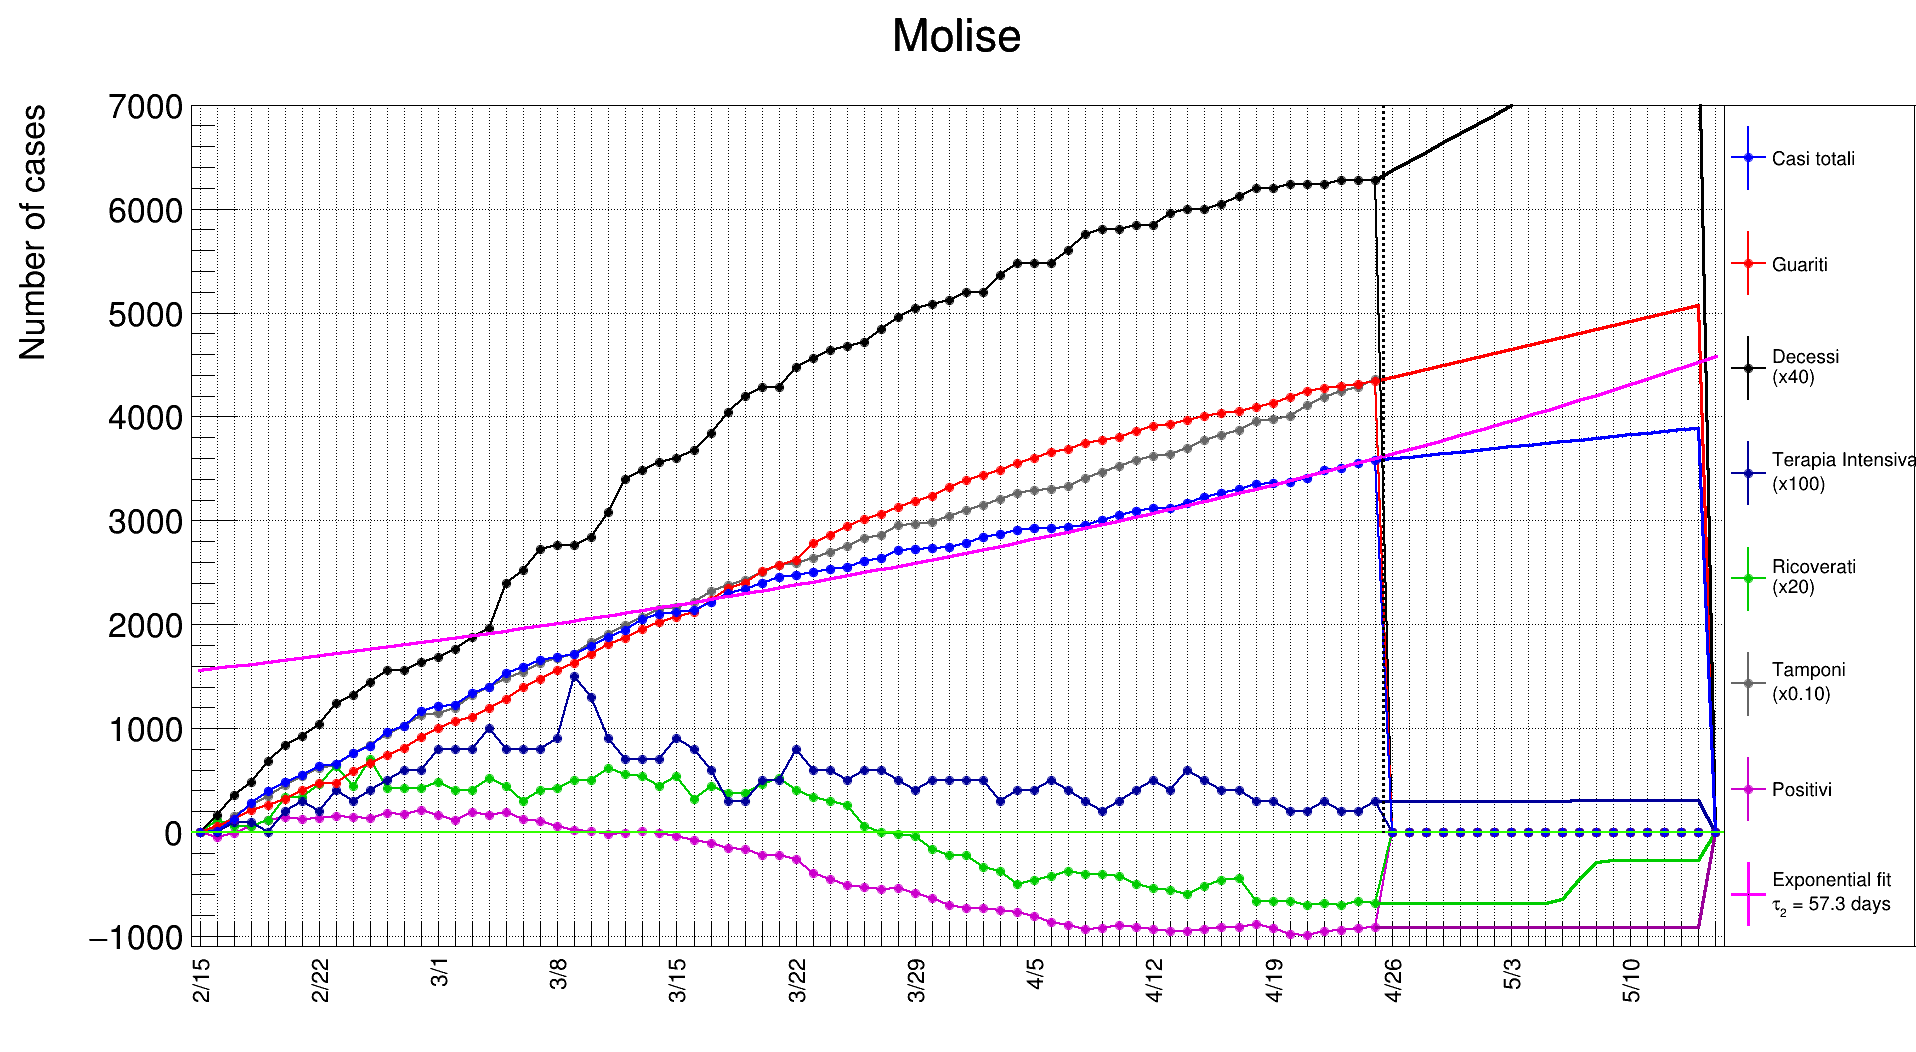 Molise
Number of cases
7000
6000
5000
4000
3000
2000
1000
0
−1000
2/15
2/22
3/1
3/8
3/15
3/22
3/29
4/5
4/12
4/19
4/26
5/3
5/10
Casi totali
Guariti
Decessi
(x40)
Terapia Intensiva
(x100)
Ricoverati
(x20)
Tamponi
(x0.10)
Positivi
Exponential fit
τ2 = 57.3 days